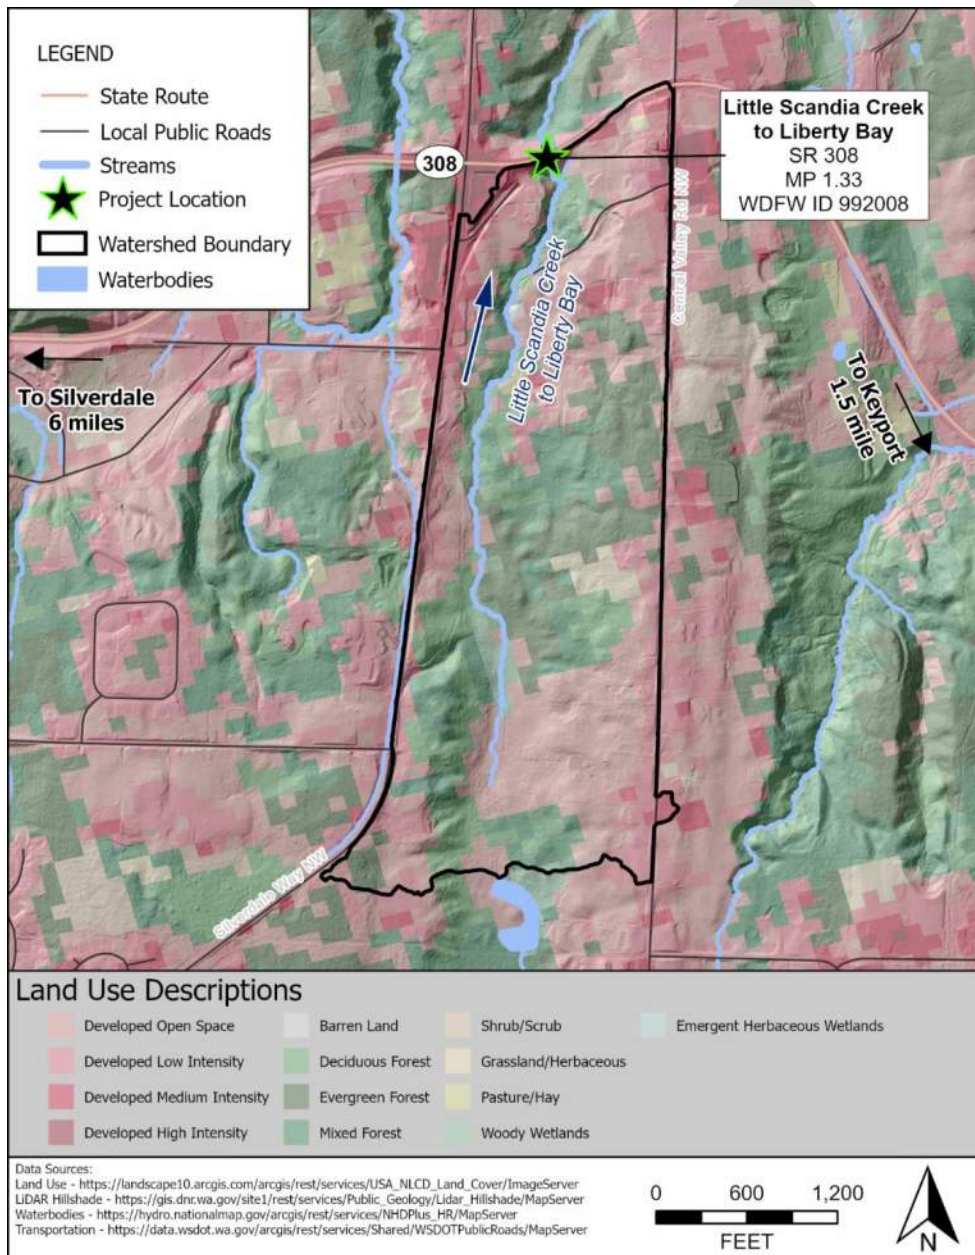 LEGEND
State Route
Local Public Roads
Streams
Project Location
Watershed Boundary
Waterbodies
308
Little Scandia Creek
to Liberty Bay
SR 308
MP 1.33
WDFW ID 992008
Central Valley Rd NW
Little Scandia Creek
to Liberty Bay
To Silverdale
6 miles
To Keyport
1.5 mile
Silverdale Way NW
Land Use Descriptions
Developed Open Space
Developed Low Intensity
Developed Medium Intensity
Developed High Intensity
Barren Land
Deciduous Forest
Evergreen Forest
Mixed Forest
Shrub/Scrub
Grassland/Herbaceous
Pasture/Hay
Woody Wetlands
Emergent Herbaceous Wetlands
Data Sources:
Land Use - https://landscape10.arcgis.com/arcgis/rest/services/USA_NLCD_Land_Cover/ImageServer
LiDAR Hillshade - https://gis.dnr.wa.gov/site1/rest/services/Public_Geology/Lidar_Hillshade/MapServer
Waterbodies - https://hydro.nationalmap.gov/arcgis/rest/services/NHDPlus_HR/MapServer
Transportation - https://data.wsdot.wa.gov/arcgis/rest/services/Shared/WSDOTPublicRoads/MapServer
0 600 1,200
FEET
N